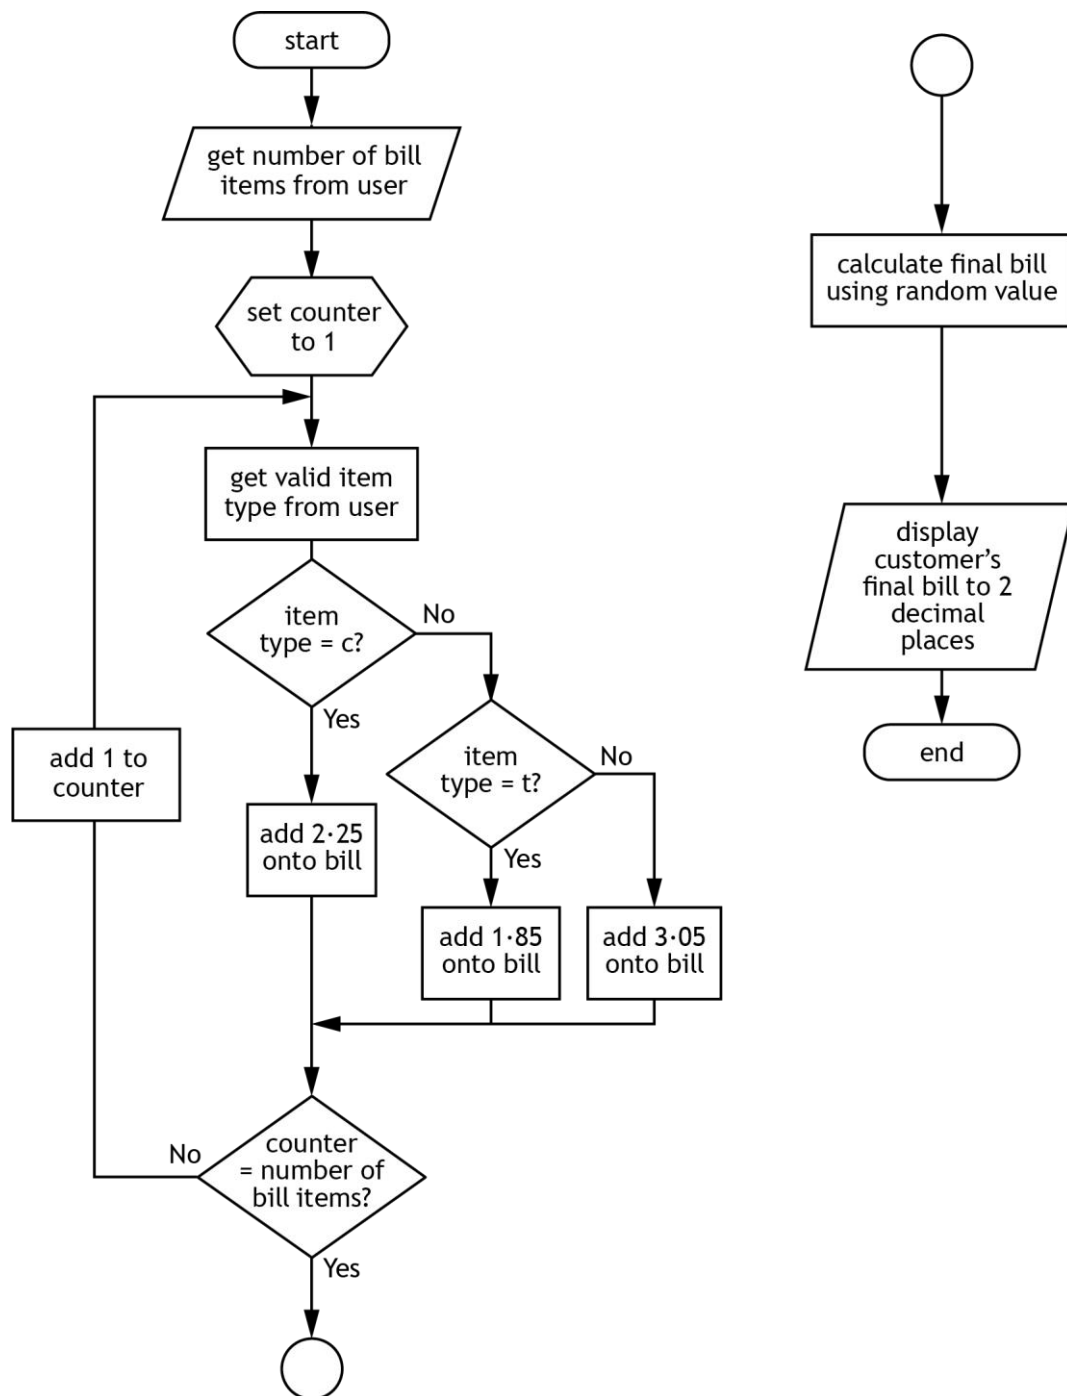 start
get number of bill
items from user
set counter
to 1
get valid item
type from user
item
type = c?
No
Yes
item
type = t?
No
Yes
add 1 to
counter
add 2·25
onto bill
add 1·85
onto bill
add 3·05
onto bill
counter
= number of
bill items?
No
Yes
calculate final bill
using random value
display
customer’s
final bill to 2
decimal
places
end